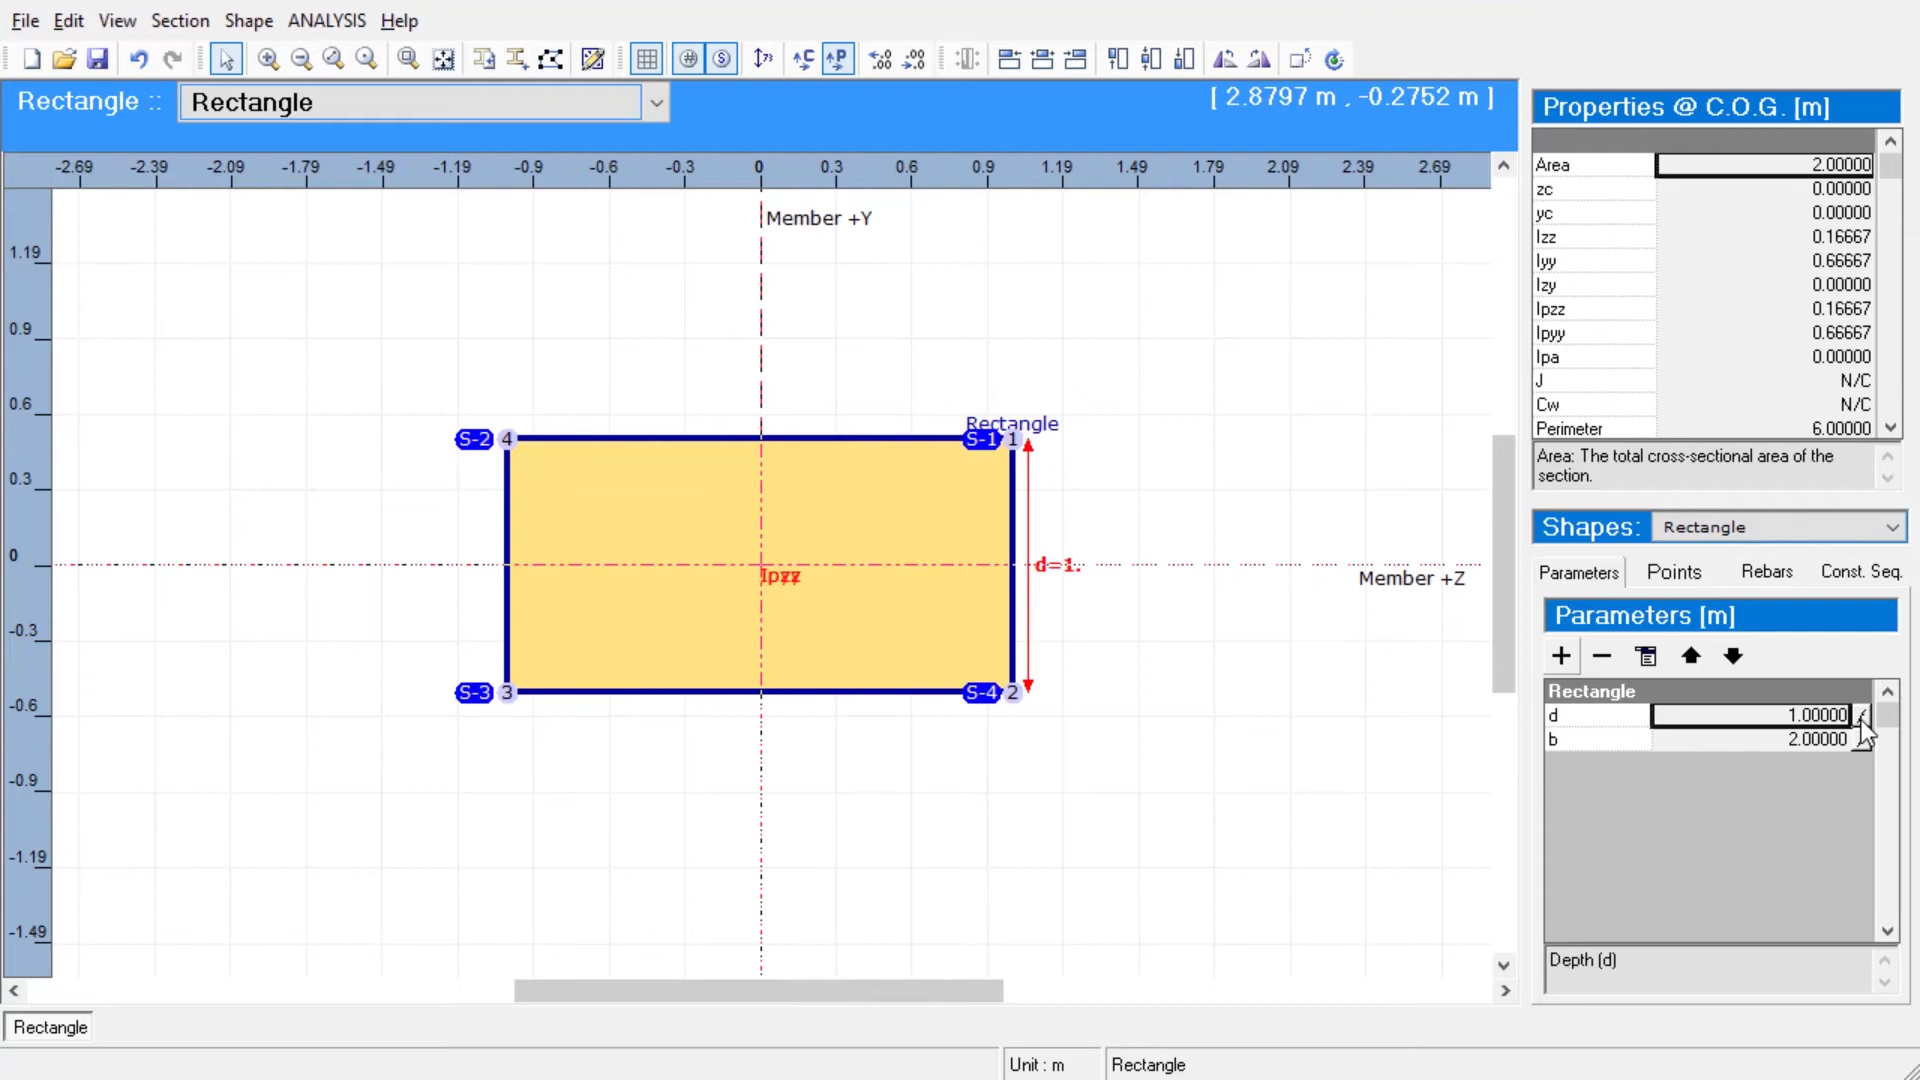 File Edit View Section Shape ANALYSIS Help
Rectangle :: Rectangle [ 2.8797 m , -0.2752 m ]
-2.69 -2.39 -2.09 -1.79 -1.49 -1.19 -0.9 -0.6 -0.3 0 0.3 0.6 0.9 1.19 1.49 1.79 2.09 2.39 2.69
Member +Y
1.19
0.9
0.6
0.3
0
-0.3
-0.6
-0.9
-1.19
-1.49
Rectangle
S-2 4 S-1 1
d=1.
Member +Z
S-3 3 S-4 2
Properties @ C.O.G. [m]
Area 2.00000
zc 0.00000
yc 0.00000
Izz 0.16667
Iyy 0.66667
Izy 0.00000
Ipzz 0.16667
Ipyy 0.66667
Ipa 0.00000
J N/C
Cw N/C
Perimeter 6.00000
Area: The total cross-sectional area of the
section.
Shapes: Rectangle
Parameters Points Rebars Const. Seq.
Parameters [m]
Rectangle
d 1.00000
b 2.00000
Depth (d)
Rectangle
Unit : m Rectangle